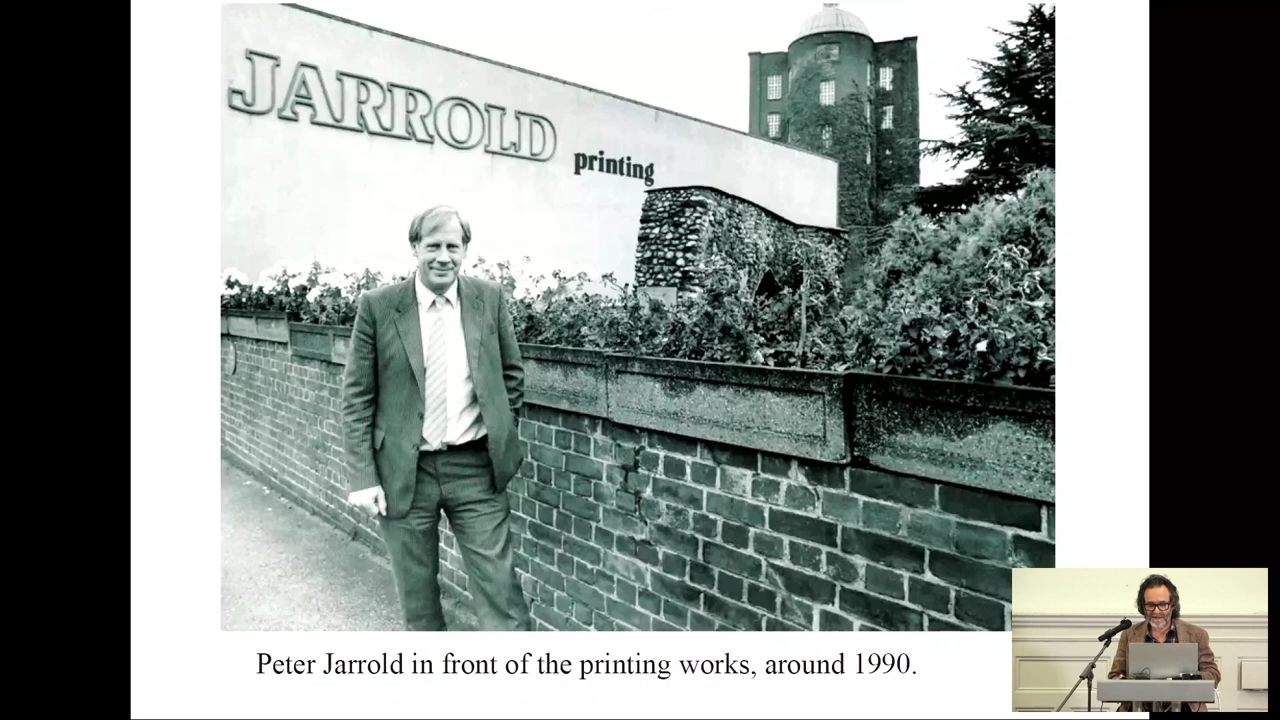 JARROLD
printing
Peter Jarrold in front of the printing works, around 1990.